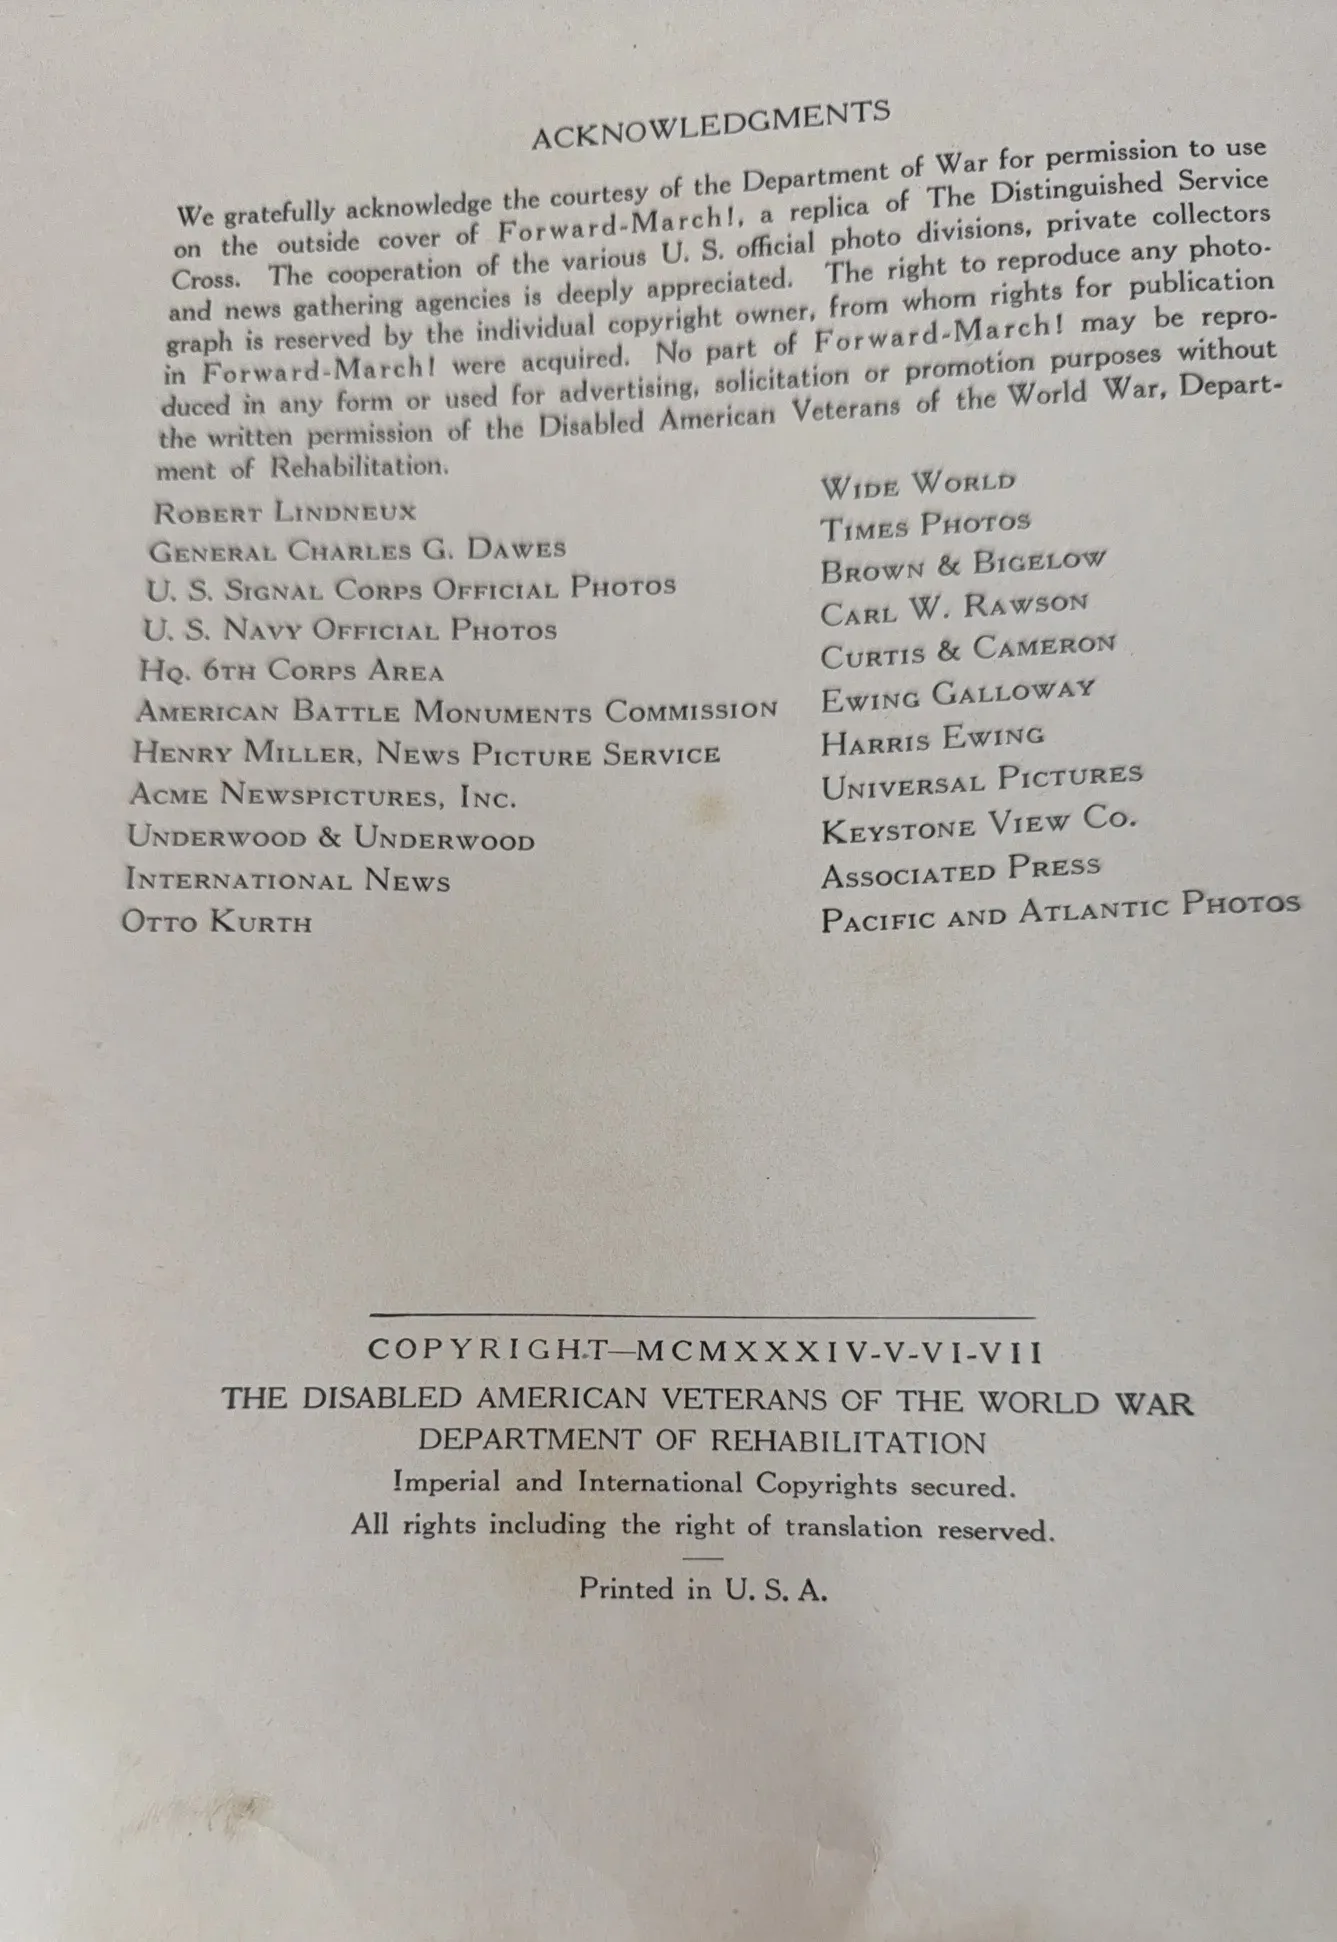 ACKNOWLEDGMENTS
We gratefully acknowledge the courtesy of the Department of War for permission to use
on the outside cover of Forward-March!, a replica of The Distinguished Service
Cross. The cooperation of the various U. S. official photo divisions, private collectors
and news gathering agencies is deeply appreciated. The right to reproduce any photo-
graph is reserved by the individual copyright owner, from whom rights for publication
in Forward-March! were acquired. No part of Forward-March! may be repro-
duced in any form or used for advertising, solicitation or promotion purposes without
the written permission of the Disabled American Veterans of the World War, Depart-
ment of Rehabilitation.
ROBERT LINDNEUX
GENERAL CHARLES G. DAWES
U. S. SIGNAL CORPS OFFICIAL PHOTOS
U. S. NAVY OFFICIAL PHOTOS
HQ. 6TH CORPS AREA
AMERICAN BATTLE MONUMENTS COMMISSION
HENRY MILLER, NEWS PICTURE SERVICE
ACME NEWSPICTURES, INC.
UNDERWOOD & UNDERWOOD
INTERNATIONAL NEWS
OTTO KURTH
WIDE WORLD
TIMES PHOTOS
BROWN & BIGELOW
CARL W. RAWSON
CURTIS & CAMERON
EWING GALLOWAY
HARRIS EWING
UNIVERSAL PICTURES
KEYSTONE VIEW CO.
ASSOCIATED PRESS
PACIFIC AND ATLANTIC PHOTOS
COPYRIGHT—MCMXXXIV-V-VI-VII
THE DISABLED AMERICAN VETERANS OF THE WORLD WAR
DEPARTMENT OF REHABILITATION
Imperial and International Copyrights secured.
All rights including the right of translation reserved.
Printed in U. S. A.